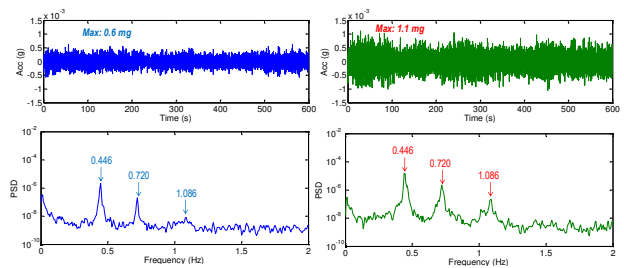 x 10^-3
Max: 0.6 mg
Acc (g)
1.5
1
0.5
0
-0.5
-1
-1.5
0 100 200 300 400 500 600
Time (s)
x 10^-3
Max: 1.1 mg
Acc (g)
1.5
1
0.5
0
-0.5
-1
-1.5
0 100 200 300 400 500 600
Time (s)
PSD
10^-2
10^-4
10^-6
10^-8
10^-10
0.446
0.720
1.086
0 0.5 1 1.5 2
Frequency (Hz)
PSD
10^-2
10^-4
10^-6
10^-8
10^-10
0.446
0.720
1.086
0 0.5 1 1.5 2
Frequency (Hz)